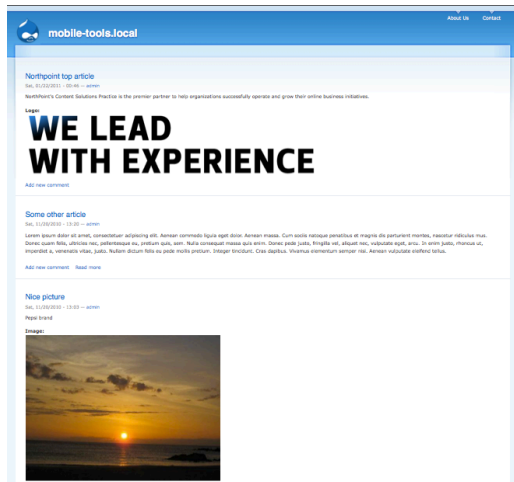 About Us Contact
mobile-tools.local
Northpoint top article
Sat, 01/22/2011 - 00:46 — admin
NorthPoint's Content Solutions Practice is the premier partner to help organizations successfully operate and grow their online business initiatives.
Logo:
WE LEAD
WITH EXPERIENCE
Add new comment
Some other article
Sat, 11/20/2010 - 13:20 — admin
Lorem ipsum dolor sit amet, consectetuer adipiscing elit. Aenean commodo ligula eget dolor. Aenean massa. Cum sociis natoque penatibus et magnis dis parturient montes, nascetur ridiculus mus.
Donec quam felis, ultricies nec, pellentesque eu, pretium quis, sem. Nulla consequat massa quis enim. Donec pede justo, fringilla vel, aliquet nec, vulputate eget, arcu. In enim justo, rhoncus ut,
imperdiet a, venenatis vitae, justo. Nullam dictum felis eu pede mollis pretium. Integer tincidunt. Cras dapibus. Vivamus elementum semper nisi. Aenean vulputate eleifend tellus.
Add new comment Read more
Nice picture
Sat, 11/20/2010 - 13:03 — admin
Pepsi brand
Image: